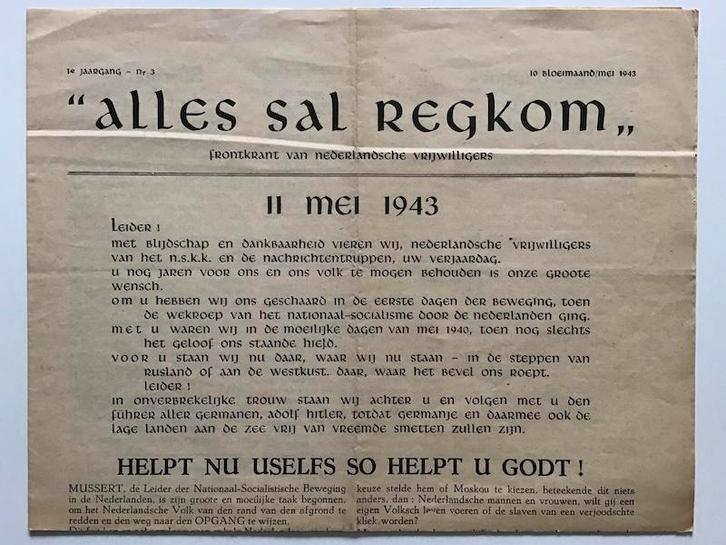 1e jaargang - nr 3
10 bloeimaand/mei 1943
"alles sal regkom„
frontkrant van nederlandsche vrijwilligers
11 mei 1943
Leider!
met blijdschap en dankbaarheid vieren wij, nederlandsche vrijwilligers
van het n.s.k.k. en de nachrichtentruppen, uw verjaardag.
u nog jaren voor ons en ons volk te mogen behouden is onze groote
wensch.
om u hebben wij ons geschaard in de eerste dagen der beweging, toen
de wekroep van het nationaal-socialisme door de nederlanden ging.
met u waren wij in de moeilijke dagen van mei 1940, toen nog slechts
het geloof ons staande hield.
voor u staan wij nu daar, waar wij nu staan - in de steppen van
rusland of aan de westkust. daar, waar het bevel ons roept.
leider!
in onverbrekelijke trouw staan wij achter u en volgen met u den
führer aller germanen, adolf hitler, totdat germanje en daarmee ook de
lage landen aan de zee vrij van vreemde smetten zullen zijn.
HELPT NU USELFS SO HELPT U GODT!
MUSSERT, de Leider der Nationaal-Socialistische Beweging
in de Nederlanden, is zijn groote en moeilijke taak begonnen,
om het Nederlandsche Volk van den rand van den afgrond te
redden en den weg naar den OPGANG te wijzen.
keuze stelde hem of Moskou te kiezen, beteekende dit niets
anders, dan: Nederlandsche mannen en vrouwen, wilt gij een
eigen Volksch leven voeren of de slaven van een verjoodschte
kliek worden?